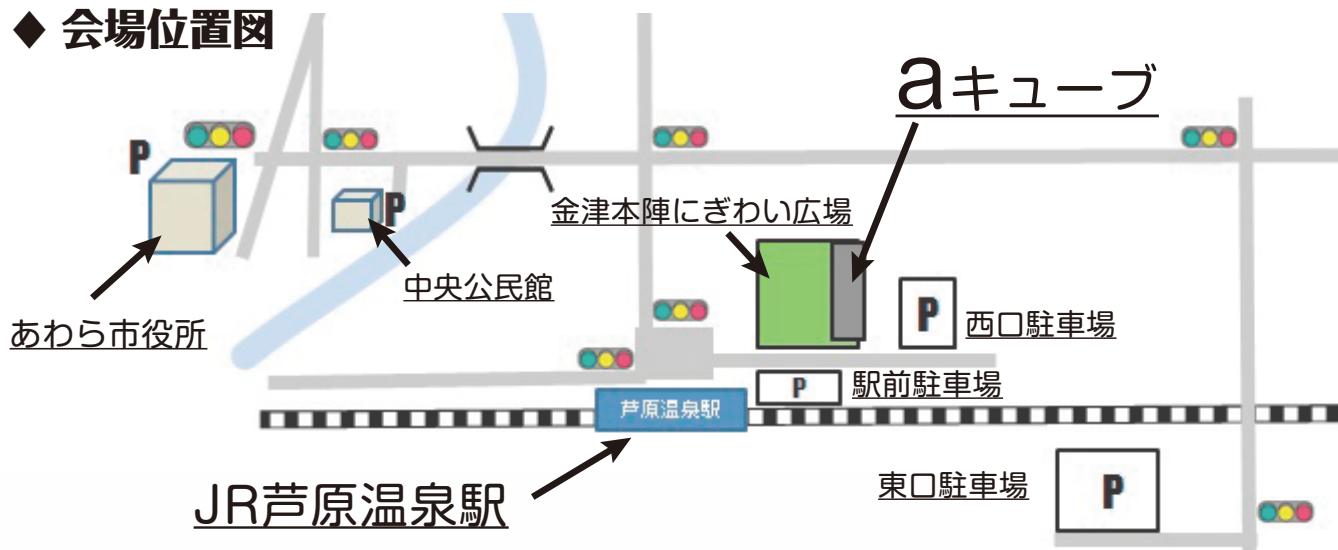 ◆ 会場位置図
aキューブ
P
P
金津本陣にぎわい広場
中央公民館
あわら市役所
P
西口駐車場
P
駅前駐車場
芦原温泉駅
JR芦原温泉駅
東口駐車場
P